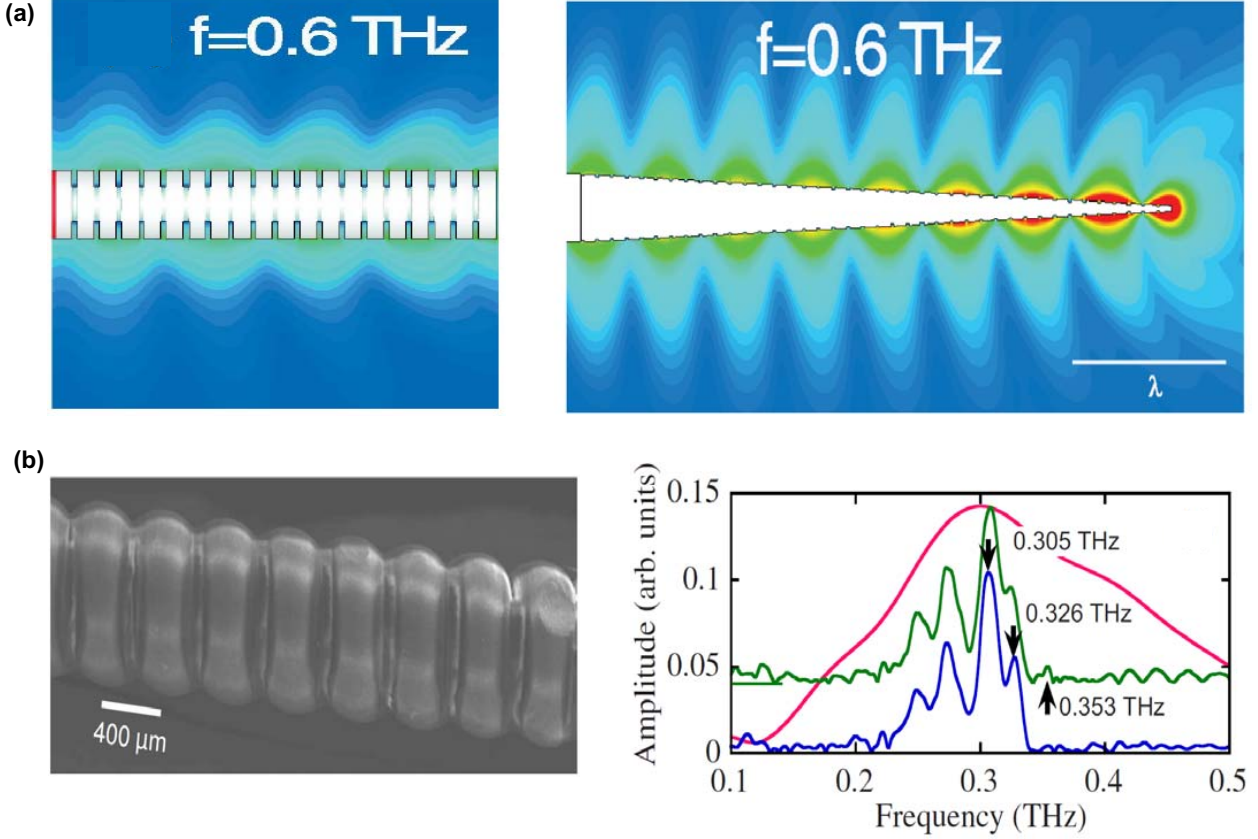 (a)
f=0.6 THz
f=0.6 THz
λ
(b)
400 μm
Amplitude (arb. units)
0.15
0.1
0.05
0
0.305 THz
0.326 THz
0.353 THz
0.1 0.2 0.3 0.4 0.5
Frequency (THz)